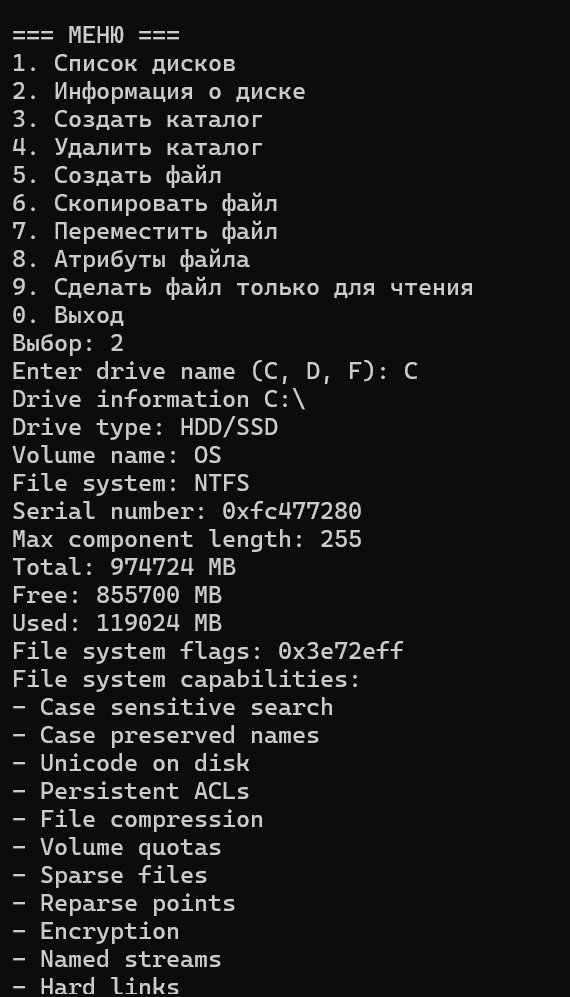 === МЕНЮ ===
1. Список дисков
2. Информация о диске
3. Создать каталог
4. Удалить каталог
5. Создать файл
6. Скопировать файл
7. Переместить файл
8. Атрибуты файла
9. Сделать файл только для чтения
0. Выход
Выбор: 2
Enter drive name (C, D, F): C
Drive information C:\
Drive type: HDD/SSD
Volume name: OS
File system: NTFS
Serial number: 0xfc477280
Max component length: 255
Total: 974724 MB
Free: 855700 MB
Used: 119024 MB
File system flags: 0x3e72eff
File system capabilities:
- Case sensitive search
- Case preserved names
- Unicode on disk
- Persistent ACLs
- File compression
- Volume quotas
- Sparse files
- Reparse points
- Encryption
- Named streams
- Hard links